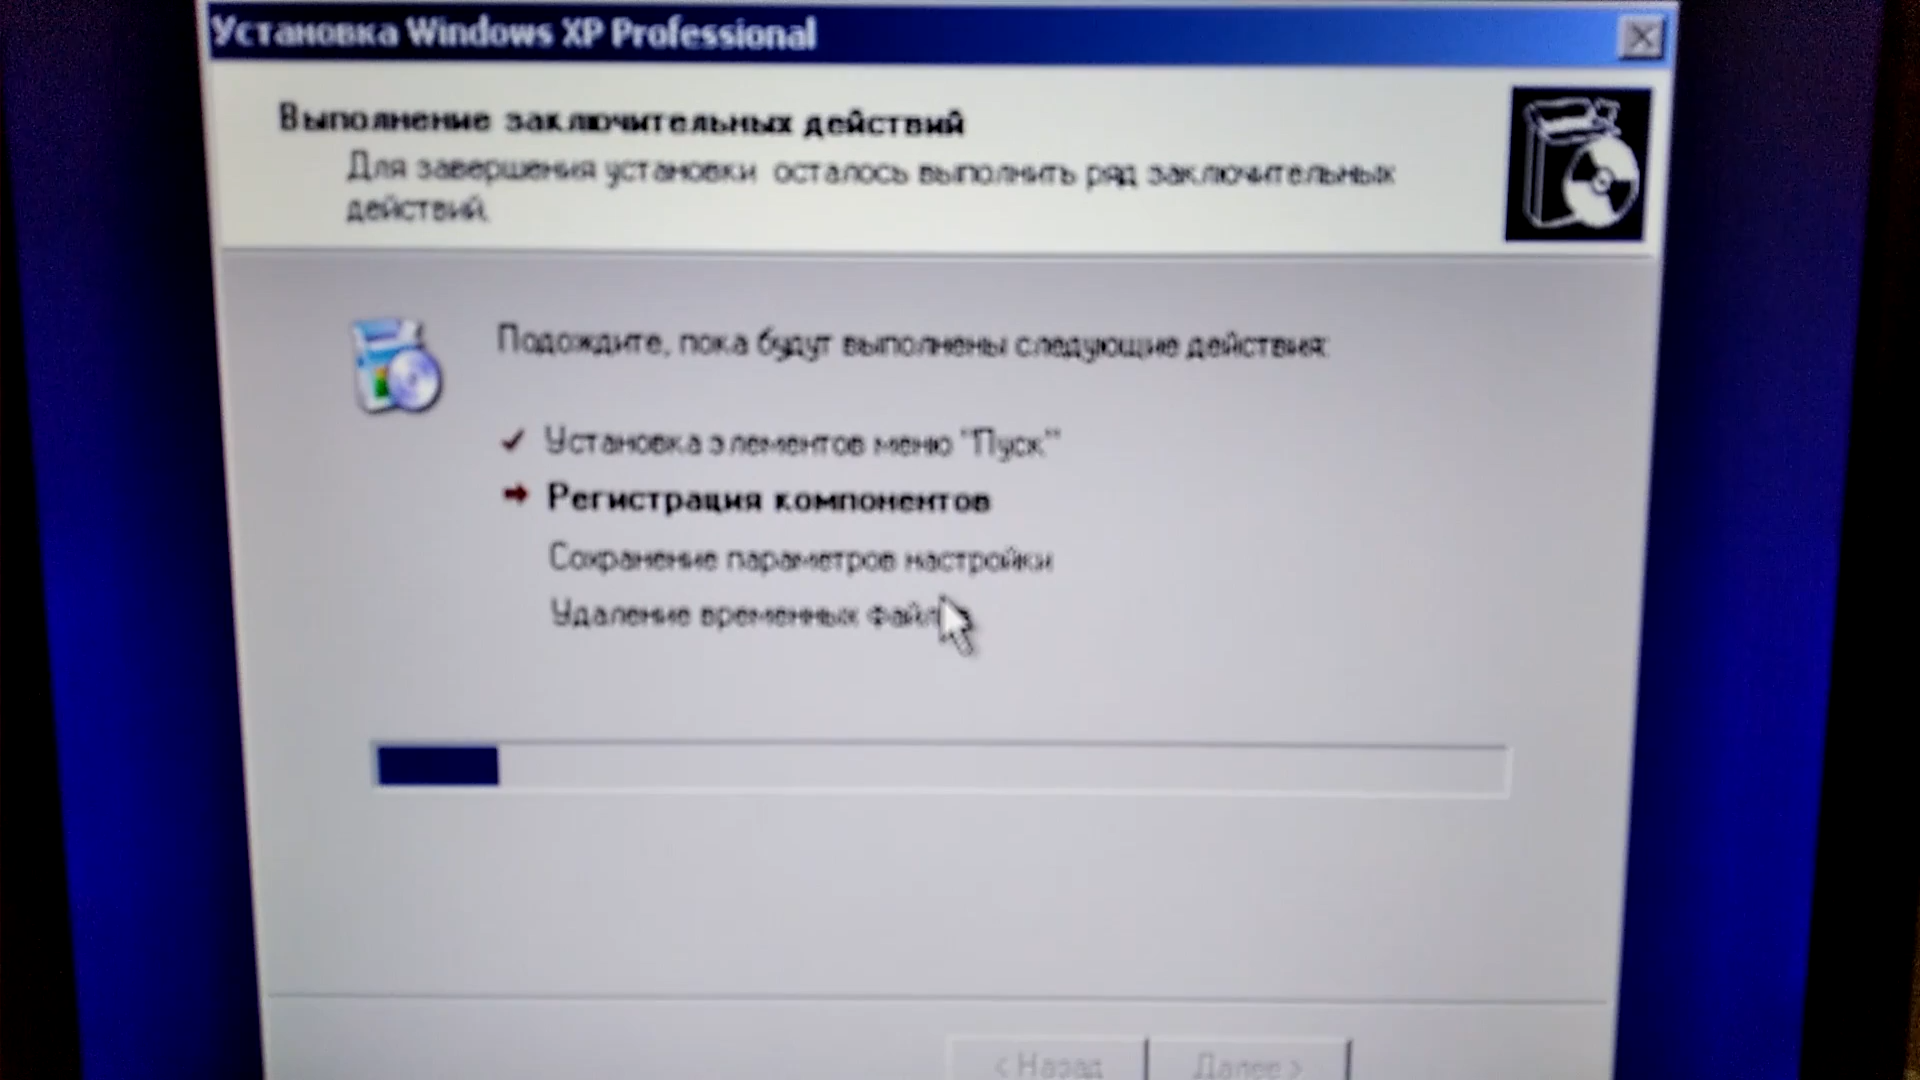 Установка Windows XP Professional
Выполнение заключительных действий
Для завершения установки осталось выполнить ряд заключительных
действий.
Подождите, пока будут выполнены следующие действия:
Установка элементов меню "Пуск"
Регистрация компонентов
Сохранение параметров настройки
Удаление временных
< Назад
Далее >